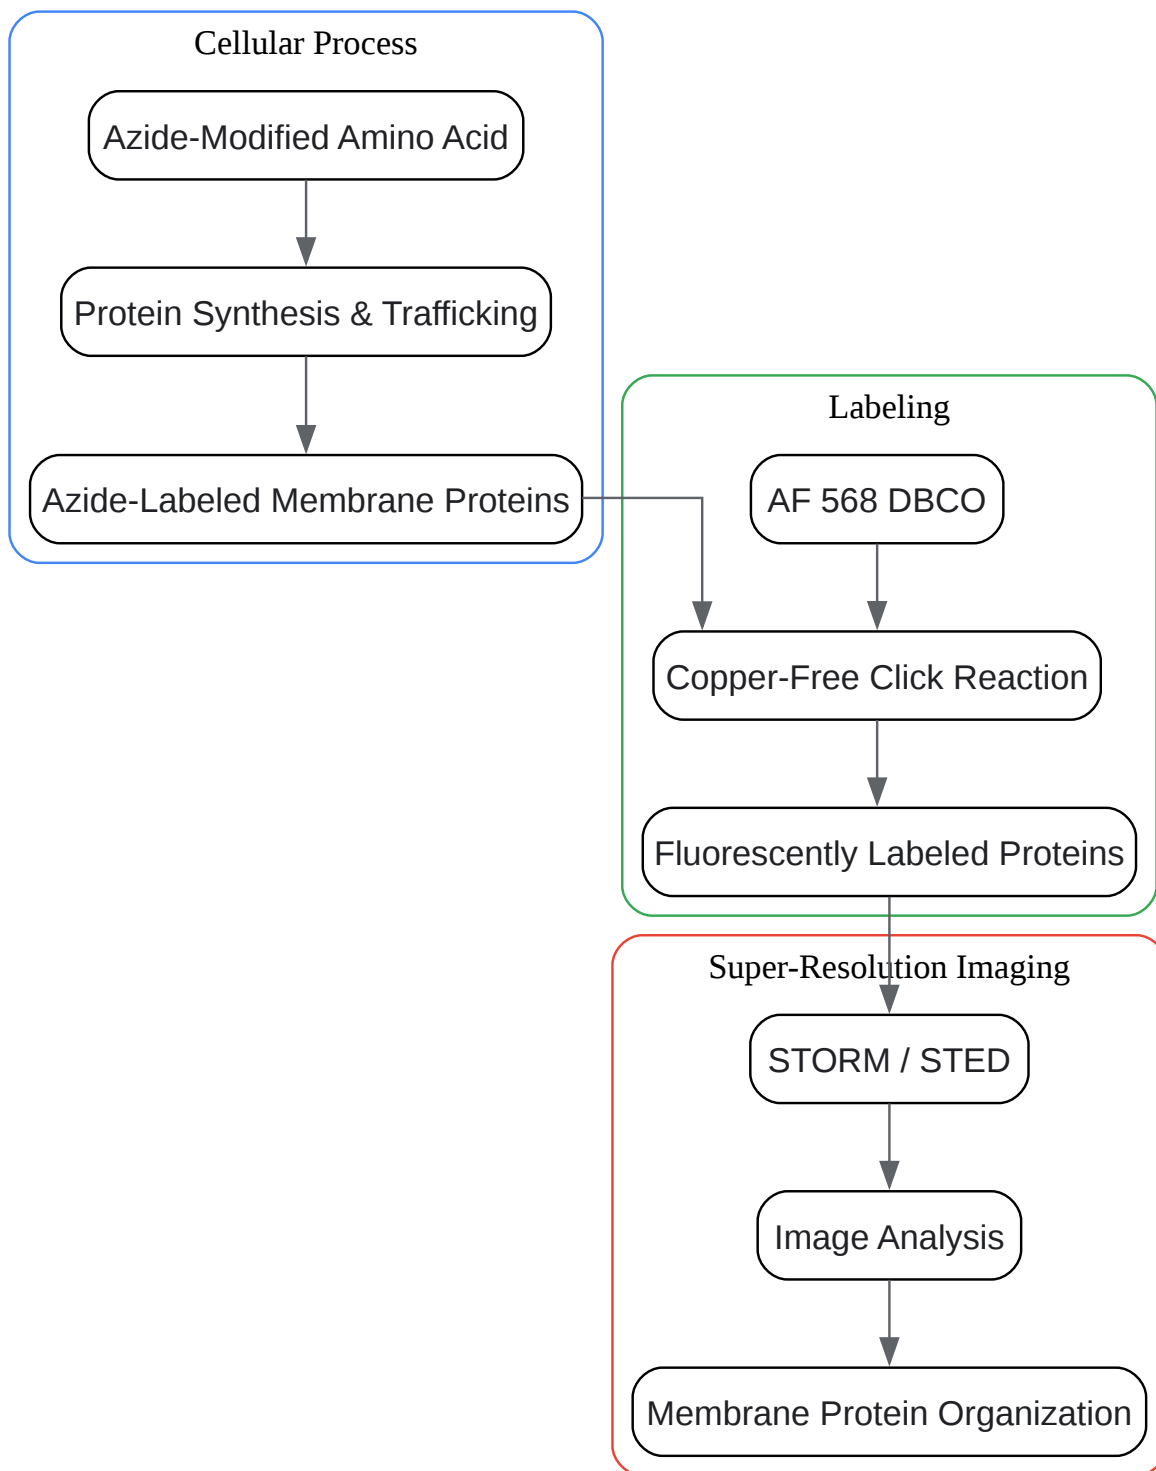 Cellular Process
Azide-Modified Amino Acid
Protein Synthesis & Trafficking
Azide-Labeled Membrane Proteins
Labeling
AF 568 DBCO
Copper-Free Click Reaction
Fluorescently Labeled Proteins
Super-Resolution Imaging
STORM / STED
Image Analysis
Membrane Protein Organization